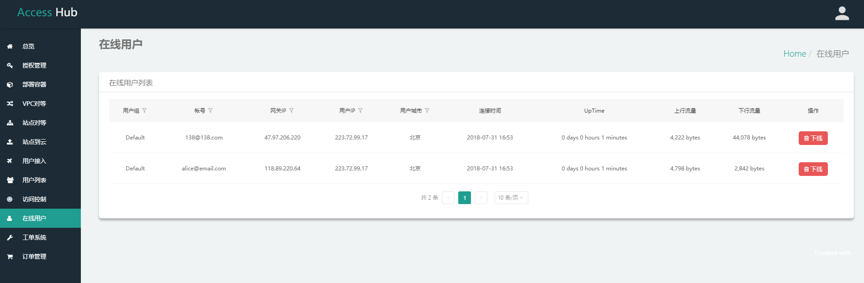 Access Hub
在线用户
Home / 在线用户
总览
授权管理
部署容器
VPC对等
站点对等
站点到云
用户接入
用户列表
访问控制
在线用户
工单系统
订单管理
在线用户列表
用户组 帐号 网关IP 用户IP 用户城市 连接时间 UpTime 上行流量 下行流量 操作
Default 138@138.com 47.97.206.220 223.72.99.17 北京 2018-07-31 16:53 0 days 0 hours 1 minutes 4,222 bytes 44,078 bytes 下线
Default alice@email.com 118.89.220.64 223.72.99.17 北京 2018-07-31 16:53 0 days 0 hours 1 minutes 4,798 bytes 2,842 bytes 下线
共 2 条 1 10 条/页